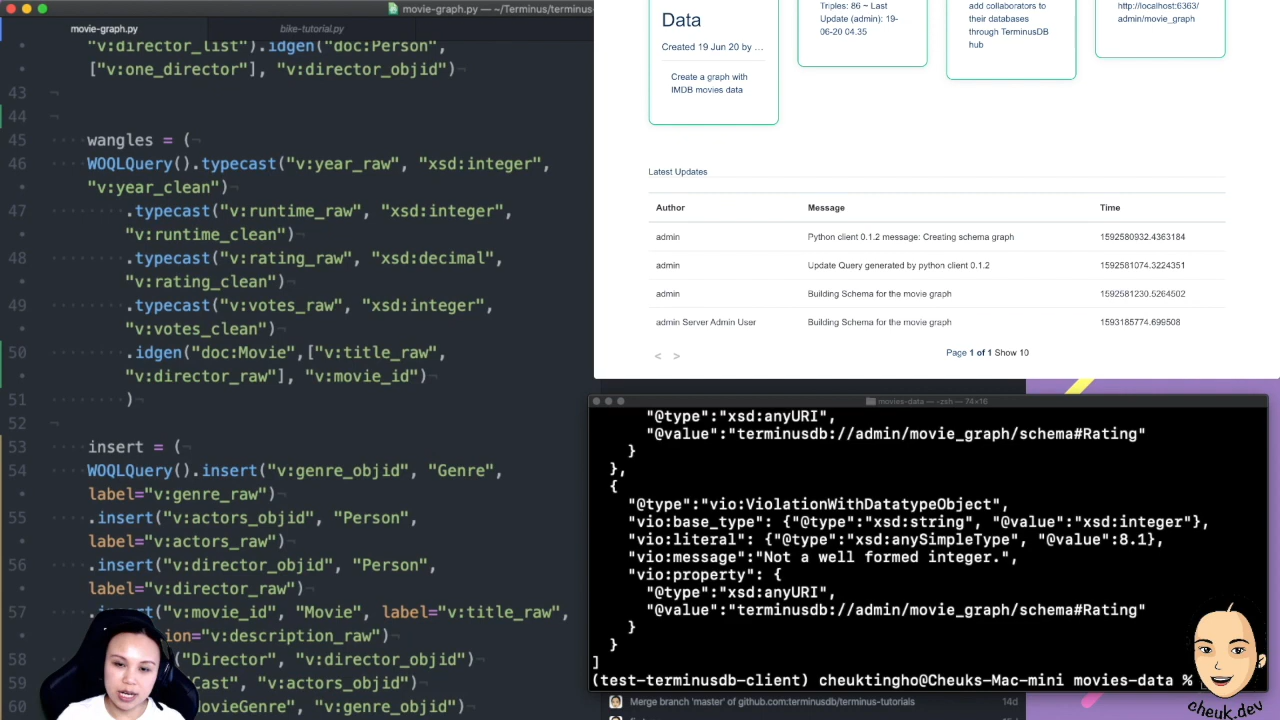 movie-graph.py — ~/Terminus/terminus
movie-graph.py
bike-tutorial.py
"v:director_list").idgen("doc:Person",
["v:one_director"], "v:director_objid")
43
44
45 wangles = (
46 WOQLQuery().typecast("v:year_raw", "xsd:integer",
"v:year_clean")
47 .typecast("v:runtime_raw", "xsd:integer",
"v:runtime_clean")
48 .typecast("v:rating_raw", "xsd:decimal",
"v:rating_clean")
49 .typecast("v:votes_raw", "xsd:integer",
"v:votes_clean")
50 .idgen("doc:Movie",["v:title_raw",
"v:director_raw"], "v:movie_id")
51 )
52
53 insert = (
54 WOQLQuery().insert("v:genre_objid", "Genre",
label="v:genre_raw")
55 .insert("v:actors_objid", "Person",
label="v:actors_raw")
56 .insert("v:director_objid", "Person",
label="v:director_raw")
57 .insert("v:movie_id", "Movie", label="v:title_raw",
ion="v:description_raw")
58 "Director", "v:director_objid")
59 Cast", "v:actors_objid")
60 ovieGenre", "v:genre_objid")
Data
Created 19 Jun 20 by ...
Create a graph with
IMDB movies data
Triples: 86 ~ Last
Update (admin): 19-
06-20 04.35
add collaborators to
their databases
through TerminusDB
hub
http://localhost:6363/
admin/movie_graph
Latest Updates
Author Message Time
admin Python client 0.1.2 message: Creating schema graph 1592580932.4363184
admin Update Query generated by python client 0.1.2 1592581074.3224351
admin Building Schema for the movie graph 1592581230.5264502
admin Server Admin User Building Schema for the movie graph 1593185774.699508
< > Page 1 of 1 Show 10
movies-data — -zsh — 74×16
"@type":"xsd:anyURI",
"@value":"terminusdb://admin/movie_graph/schema#Rating"
}
},
{
"@type":"vio:ViolationWithDatatypeObject",
"vio:base_type": {"@type":"xsd:string", "@value":"xsd:integer"},
"vio:literal": {"@type":"xsd:anySimpleType", "@value":8.1},
"vio:message":"Not a well formed integer.",
"vio:property": {
"@type":"xsd:anyURI",
"@value":"terminusdb://admin/movie_graph/schema#Rating"
}
}
]
(test-terminusdb-client) cheuktingho@Cheuks-Mac-mini movies-data %
Merge branch 'master' of github.com:terminusdb/terminus-tutorials 14d
cheuk.dev